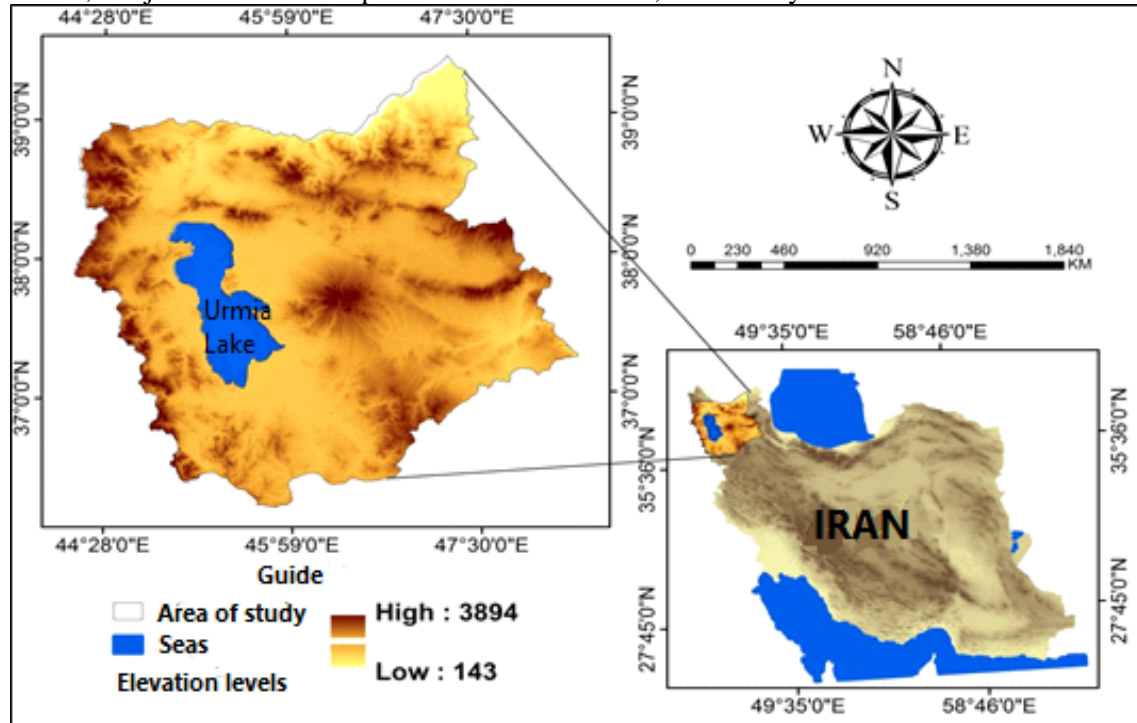 44°28'0"E 45°59'0"E 47°30'0"E
39°0'0"N
38°0'0"N
37°0'0"N
39°0'0"N
38°0'0"N
37°0'0"N
Urmia
Lake
44°28'0"E 45°59'0"E 47°30'0"E
N
W E
S
0 230 460 920 1,380 1,840
KM
49°35'0"E 58°46'0"E
35°36'0"N
27°45'0"N
35°36'0"N
27°45'0"N
IRAN
49°35'0"E 58°46'0"E
Guide
Area of study
Seas
Elevation levels
High : 3894
Low : 143